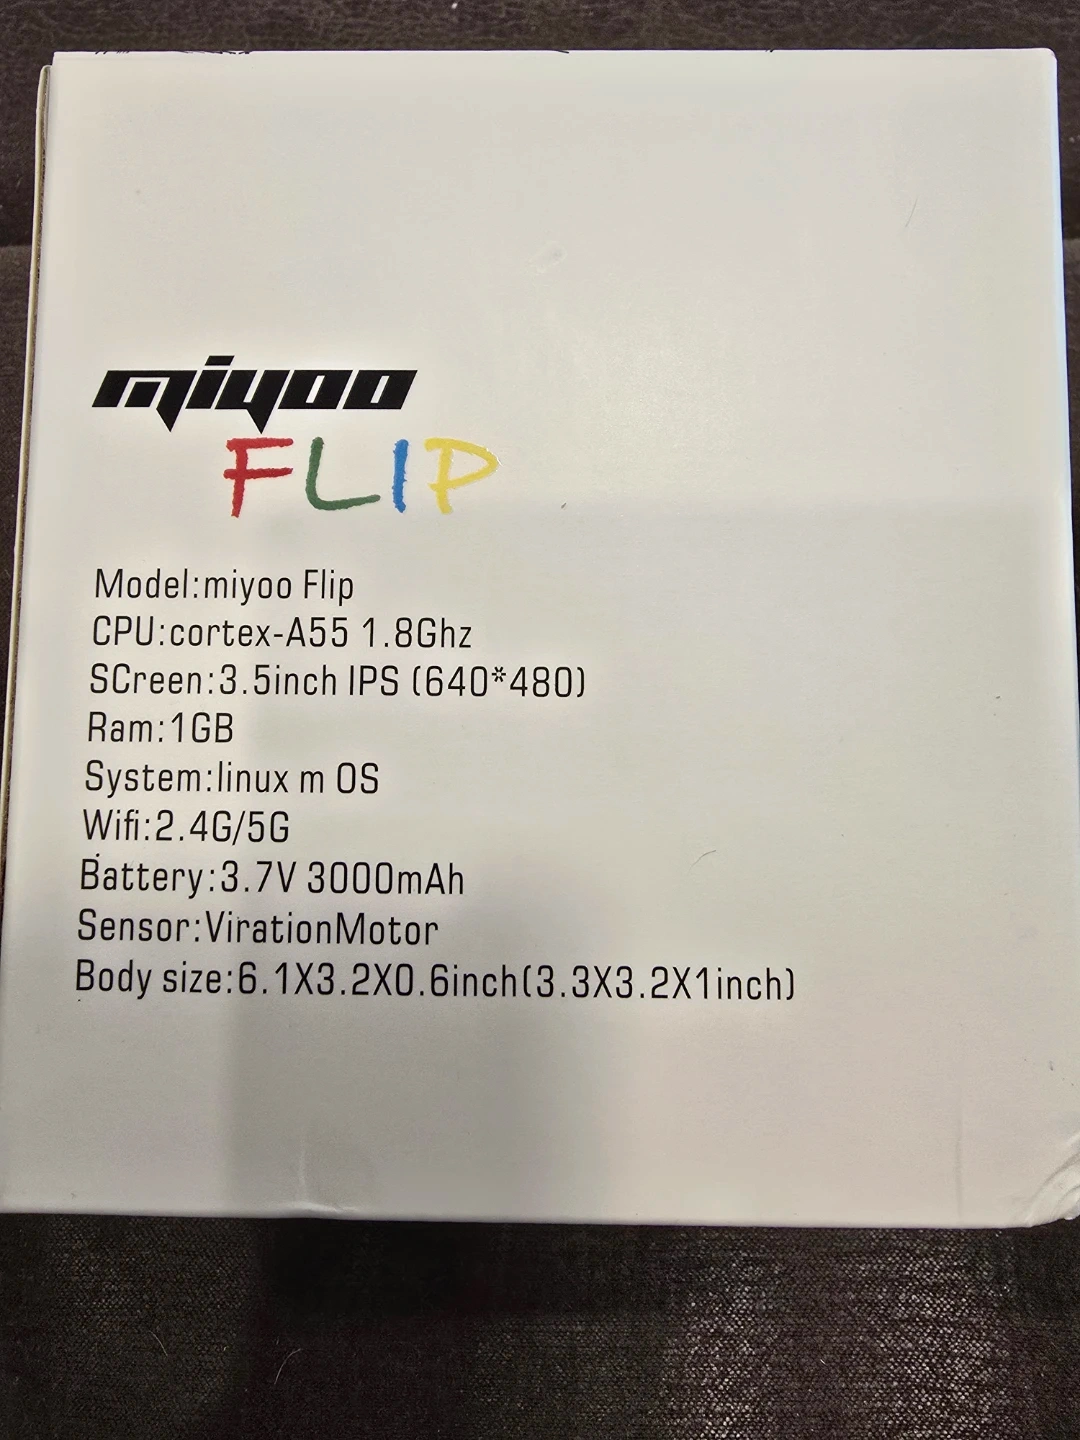 miyoo
FLIP
Model:miyoo Flip
CPU:cortex-A55 1.8Ghz
SCreen:3.5inch IPS (640*480)
Ram:1GB
System:linux m OS
Wifi:2.4G/5G
Battery:3.7V 3000mAh
Sensor:VirationMotor
Body size:6.1X3.2X0.6inch(3.3X3.2X1inch)